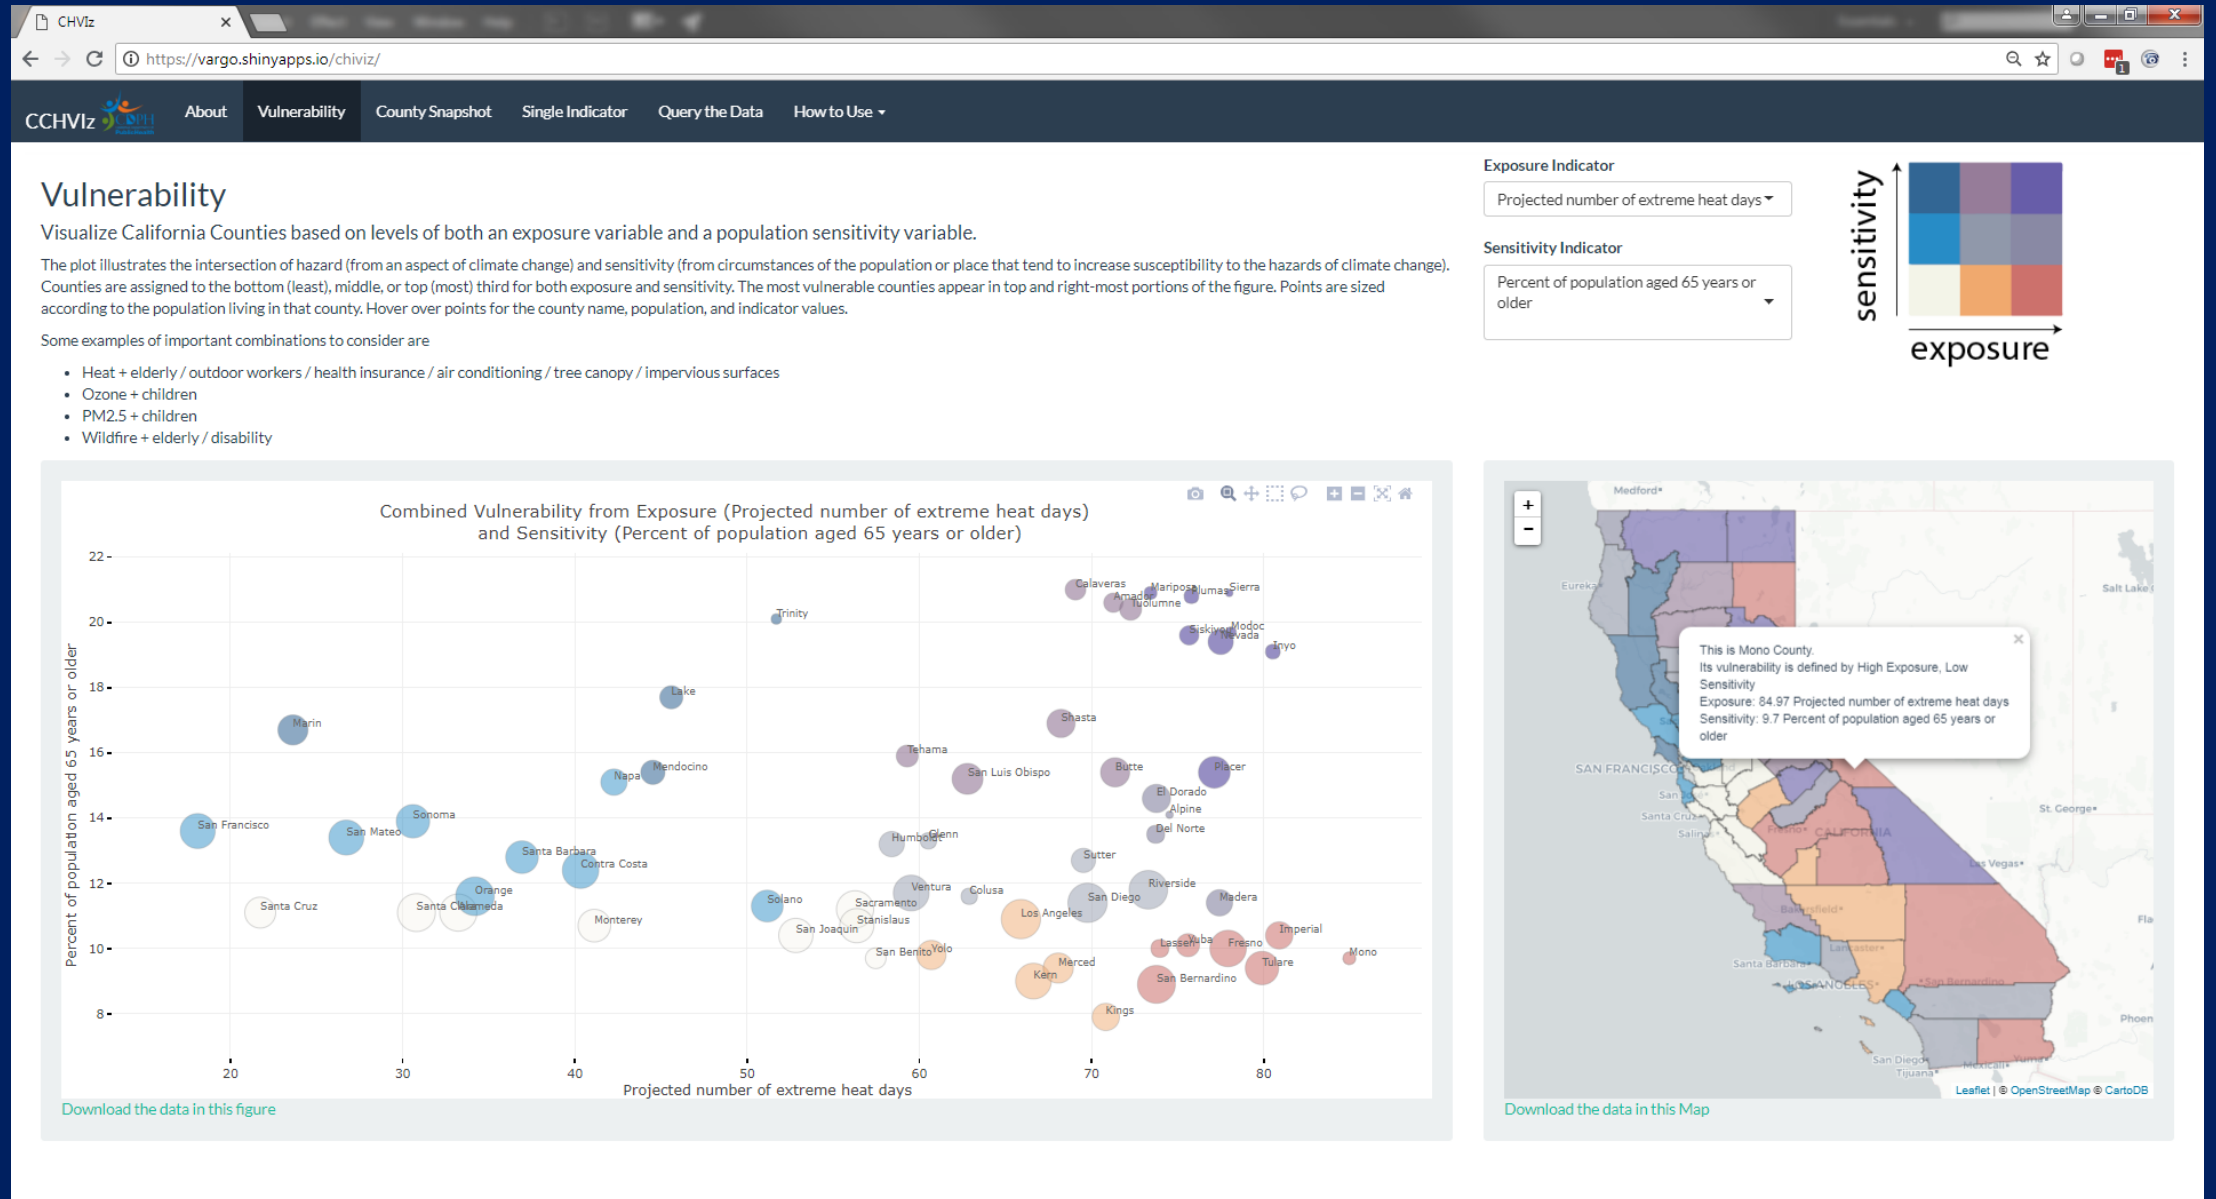 CHVIz
https://vargo.shinyapps.io/chiviz/
CCHVIz CDPH
About
Vulnerability
County Snapshot
Single Indicator
Query the Data
How to Use
Vulnerability
Visualize California Counties based on levels of both an exposure variable and a population sensitivity variable.
The plot illustrates the intersection of hazard (from an aspect of climate change) and sensitivity (from circumstances of the population or place that tend to increase susceptibility to the hazards of climate change).
Counties are assigned to the bottom (least), middle, or top (most) third for both exposure and sensitivity. The most vulnerable counties appear in top and right-most portions of the figure. Points are sized
according to the population living in that county. Hover over points for the county name, population, and indicator values.
Some examples of important combinations to consider are
• Heat + elderly / outdoor workers / health insurance / air conditioning / tree canopy / impervious surfaces
• Ozone + children
• PM2.5 + children
• Wildfire + elderly / disability
Exposure Indicator
Projected number of extreme heat days
Sensitivity Indicator
Percent of population aged 65 years or
older
sensitivity
exposure
Combined Vulnerability from Exposure (Projected number of extreme heat days)
and Sensitivity (Percent of population aged 65 years or older)
Percent of population aged 65 years or older
22
20
18
16
14
12
10
8
Calaveras
Mariposa
Plumas
Sierra
Amador
Tuolumne
Trinity
Siskiyou
Modoc
Nevada
Inyo
Lake
Marin
Shasta
Tehama
Mendocino
Napa
San Luis Obispo
Butte
Placer
El Dorado
Alpine
Sonoma
San Francisco
San Mateo
Del Norte
Humboldt
Glenn
Santa Barbara
Contra Costa
Sutter
Orange
Ventura
Colusa
Riverside
San Diego
Madera
Solano
Santa Cruz
Santa Clara
Alameda
Sacramento
Stanislaus
Monterey
San Joaquin
Los Angeles
Imperial
San Benito
Yolo
Lassen
Yuba
Fresno
Mono
Merced
Kern
Tulare
San Bernardino
Kings
20
30
40
50
60
70
80
Projected number of extreme heat days
Download the data in this figure
+
-
Medford
Eureka
Salt Lake
This is Mono County.
Its vulnerability is defined by High Exposure, Low
Sensitivity
Exposure: 84.97 Projected number of extreme heat days
Sensitivity: 9.7 Percent of population aged 65 years or
older
SAN FRANCISCO
San Jose
Santa Cruz
Salinas
Fresno
CALIFORNIA
St. George
Las Vegas
Bakersfield
Fla
Lancaster
Santa Barbara
LOS ANGELES
San Bernardino
Phoen
San Diego
Tijuana
Mexicali
Yuma
Leaflet | © OpenStreetMap © CartoDB
Download the data in this Map